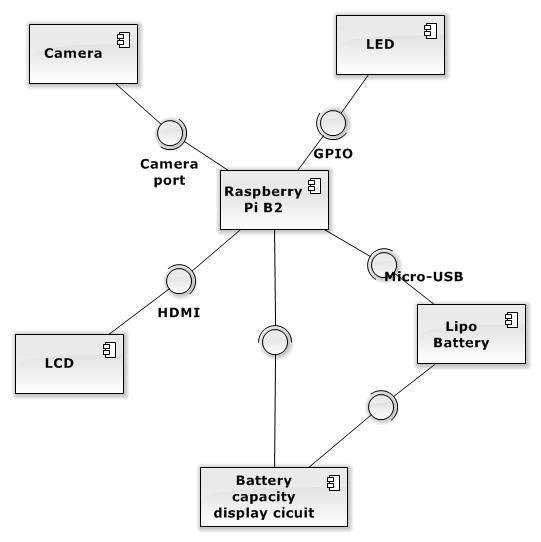 Camera
LED
Camera
port
GPIO
Raspberry
Pi B2
Micro-USB
HDMI
Lipo
Battery
LCD
Battery
capacity
display cicuit